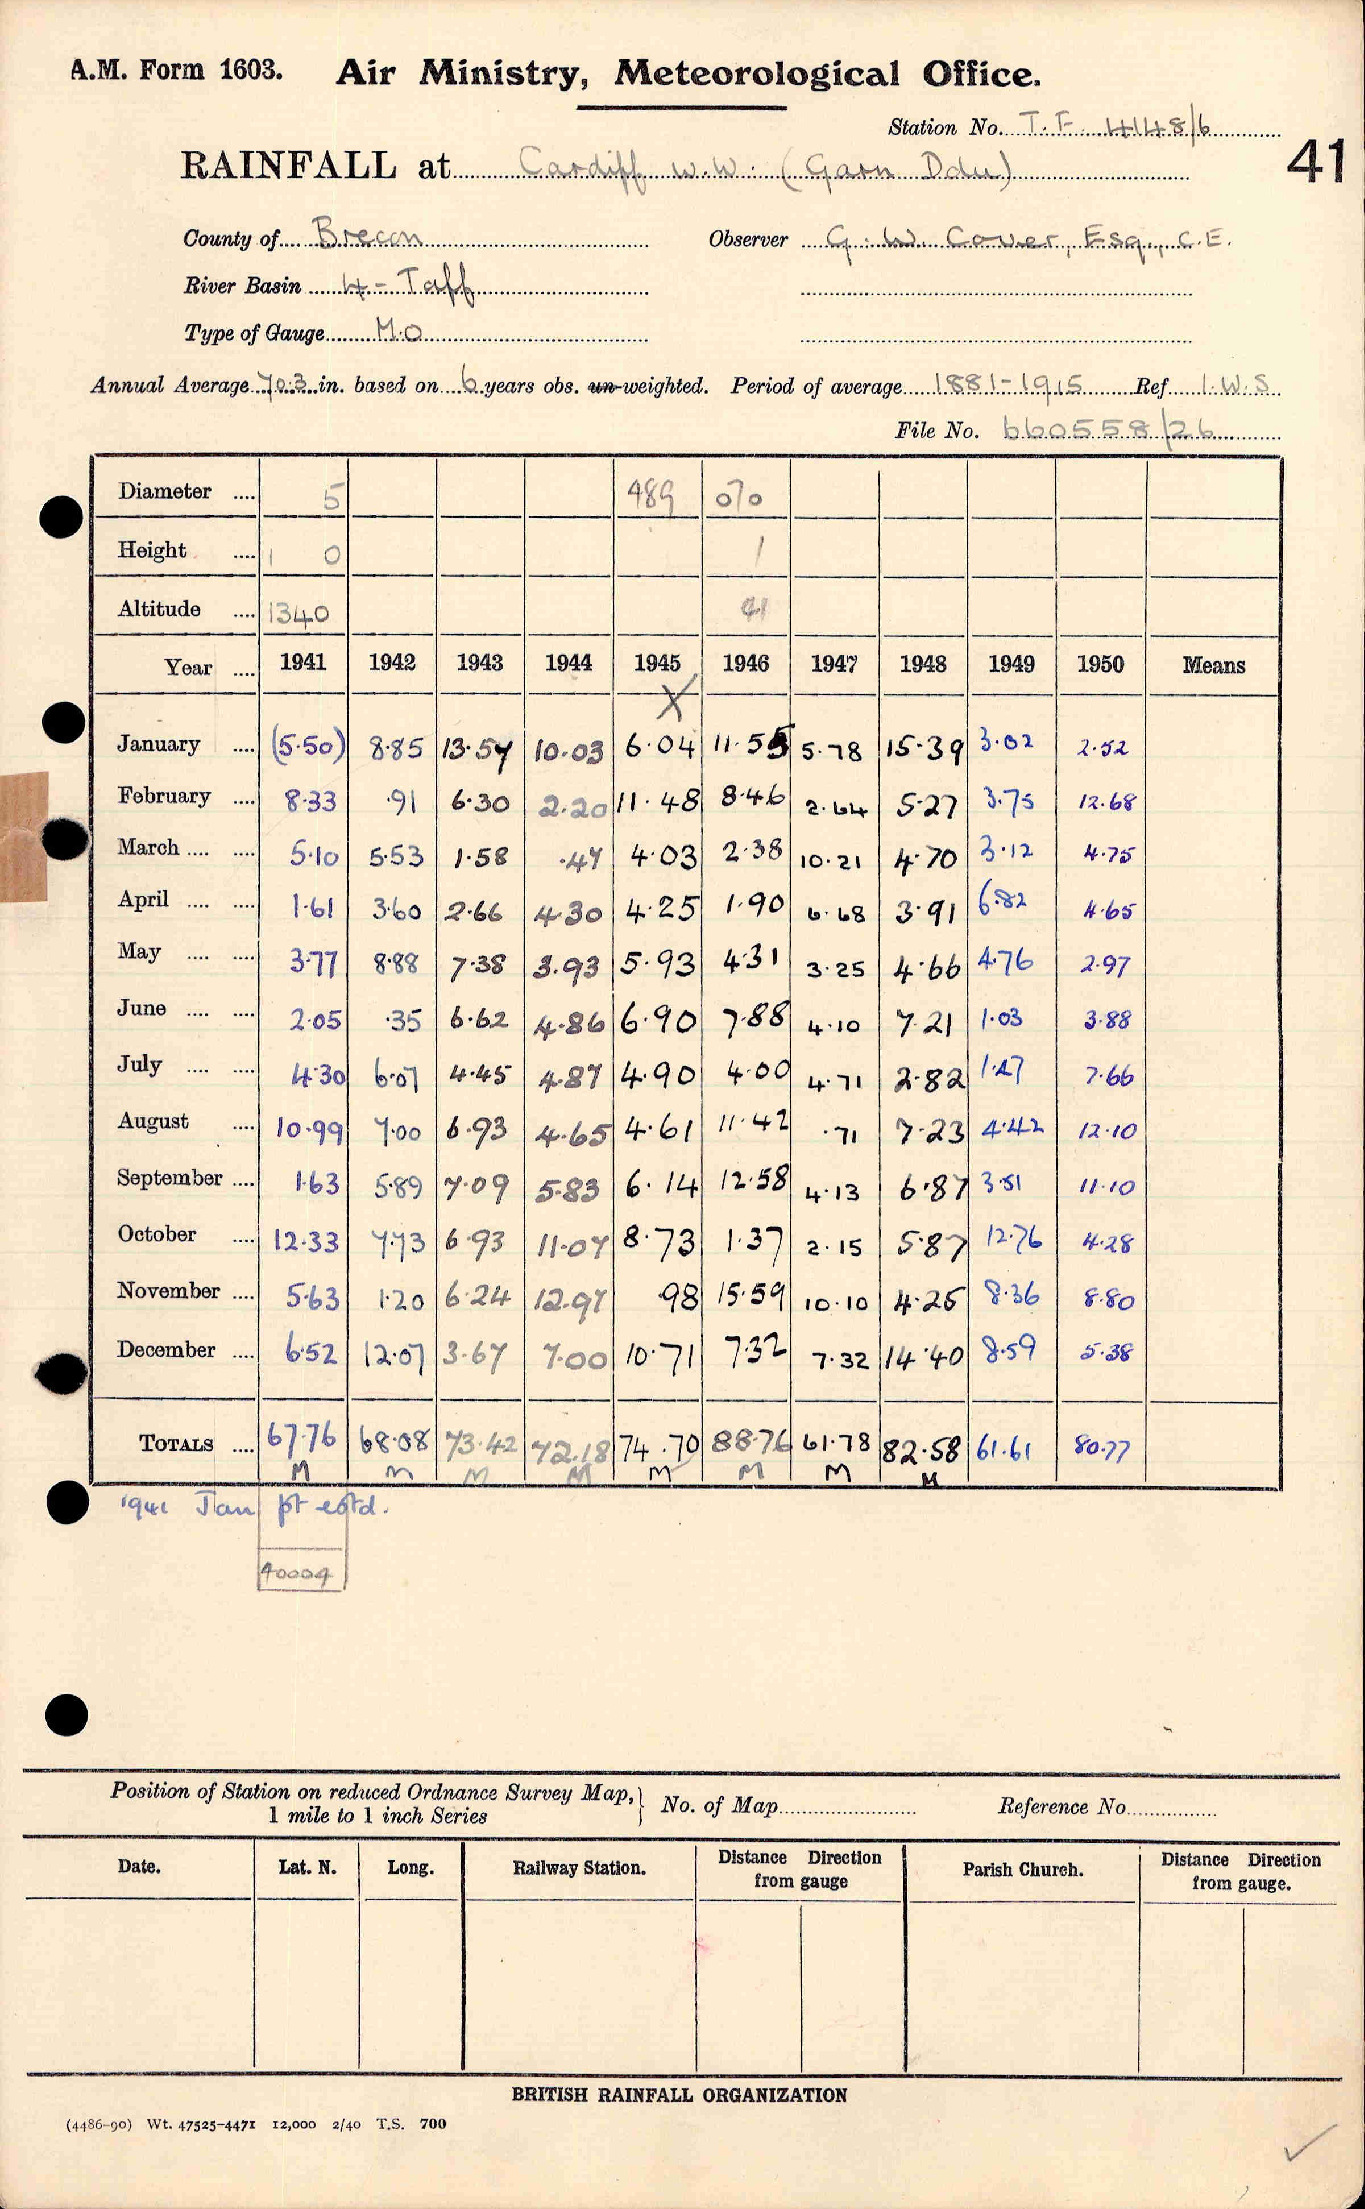 A.M. Form 1603. Air Ministry, Meteorological Office.
Station No. T.F. 4148/6
41
RAINFALL at Cardiff W.W. (Garn Ddu)
County of Brecon Observer G. W. Cover, Esq., C.E.
River Basin 4 - Taff
Type of Gauge M.O
Annual Average 70.3 in. based on 6 years obs. un-weighted. Period of average 1881-1915 Ref I.W.S
File No. 660558/26
Diameter .... 5 489 070
Height .... 1 0 1
Altitude .... 1340 41
Year .... 1941 1942 1943 1944 1945 1946 1947 1948 1949 1950 Means
X
January .... (5.50) 8.85 13.57 10.03 6.04 11.55 5.78 15.39 3.02 2.52
February .... 8.33 .91 6.30 2.20 11.48 8.46 2.64 5.27 3.75 12.68
March .... .... 5.10 5.53 1.58 .47 4.03 2.38 10.21 4.70 3.12 4.75
April .... .... 1.61 3.60 2.66 4.30 4.25 1.90 6.68 3.91 6.82 4.65
May .... .... 3.77 8.88 7.38 3.93 5.93 4.31 3.25 4.66 4.76 2.97
June .... .... 2.05 .35 6.62 4.86 6.90 7.88 4.10 7.21 1.03 3.88
July .... .... 4.30 6.07 4.45 4.87 4.90 4.00 4.71 2.82 1.47 7.66
August .... 10.99 7.00 6.93 4.65 4.61 11.42 .71 7.23 4.42 12.10
September .... 1.63 5.89 7.09 5.83 6.14 12.58 4.13 6.87 3.51 11.10
October .... 12.33 7.73 6.93 11.07 8.73 1.37 2.15 5.87 12.76 4.28
November .... 5.63 1.20 6.24 12.97 .98 15.59 10.10 4.25 8.36 8.80
December .... 6.52 12.07 3.67 7.00 10.71 7.32 7.32 14.40 8.59 5.38
TOTALS .... 67.76 68.08 73.42 72.18 74.70 88.76 61.78 82.58 61.61 80.77
M M M M M M M M
1941 Jan pt estd.
40004
Position of Station on reduced Ordnance Survey Map, } No. of Map Reference No.
1 mile to 1 inch Series
Date. Lat. N. Long. Railway Station. Distance Direction from gauge Parish Church. Distance Direction from gauge.
BRITISH RAINFALL ORGANIZATION
(4486-90) Wt. 47525-4471 12,000 2/40 T.S. 700